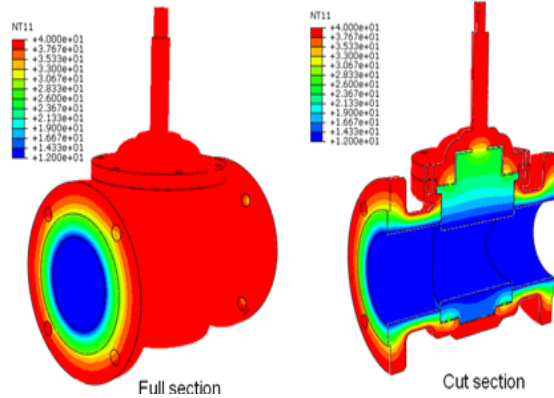 NT11
+4.000e+01
+3.767e+01
+3.533e+01
+3.300e+01
+3.067e+01
+2.833e+01
+2.600e+01
+2.367e+01
+2.133e+01
+1.900e+01
+1.667e+01
+1.433e+01
+1.200e+01
NT11
+4.000e+01
+3.767e+01
+3.533e+01
+3.300e+01
+3.067e+01
+2.833e+01
+2.600e+01
+2.367e+01
+2.133e+01
+1.900e+01
+1.667e+01
+1.433e+01
+1.200e+01
Full section
Cut section